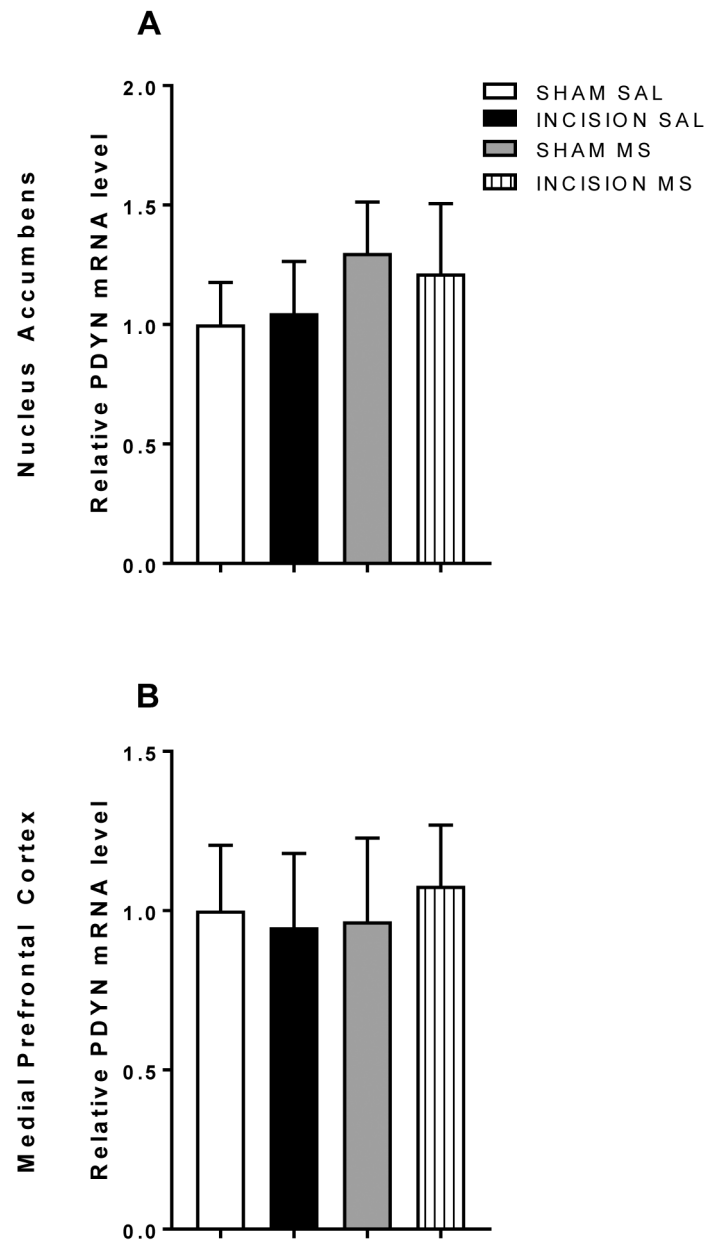 A
Nucleus Accumbens
Relative PDYN mRNA level
2.0
1.5
1.0
0.5
0.0
SHAM SAL
INCISION SAL
SHAM MS
INCISION MS
B
Medial Prefrontal Cortex
Relative PDYN mRNA level
1.5
1.0
0.5
0.0